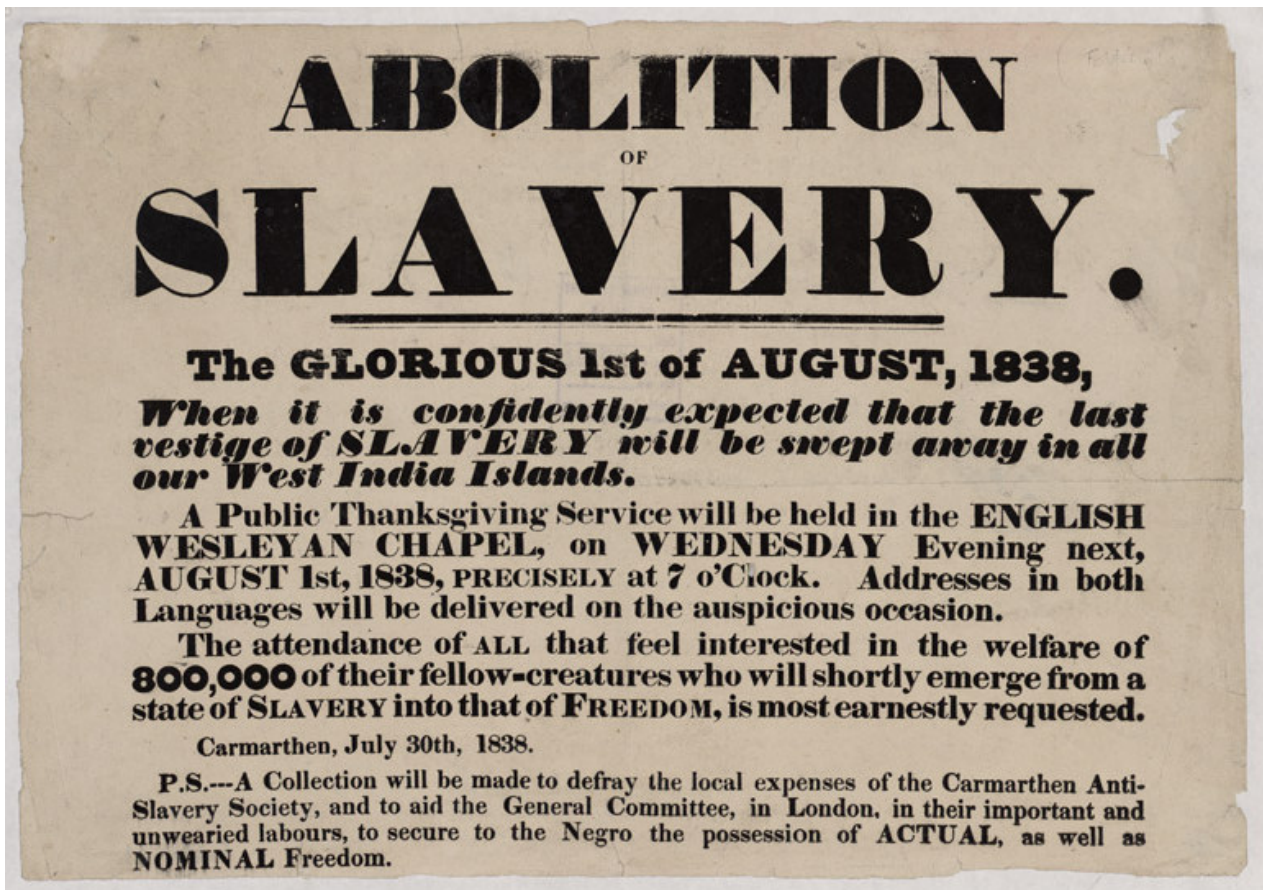 ABOLITION
OF
SLAVERY.
The GLORIOUS 1st of AUGUST, 1838,
When it is confidently expected that the last
vestige of SLAVERY will be swept away in all
our West India Islands.
A Public Thanksgiving Service will be held in the ENGLISH
WESLEYAN CHAPEL, on WEDNESDAY Evening next,
AUGUST 1st, 1838, PRECISELY at 7 o'Clock. Addresses in both
Languages will be delivered on the auspicious occasion.
The attendance of ALL that feel interested in the welfare of
800,000 of their fellow-creatures who will shortly emerge from a
state of SLAVERY into that of FREEDOM, is most earnestly requested.
Carmarthen, July 30th, 1838.
P.S.---A Collection will be made to defray the local expenses of the Carmarthen Anti-
Slavery Society, and to aid the General Committee, in London, in their important and
unwearied labours, to secure to the Negro the possession of ACTUAL, as well as
NOMINAL Freedom.